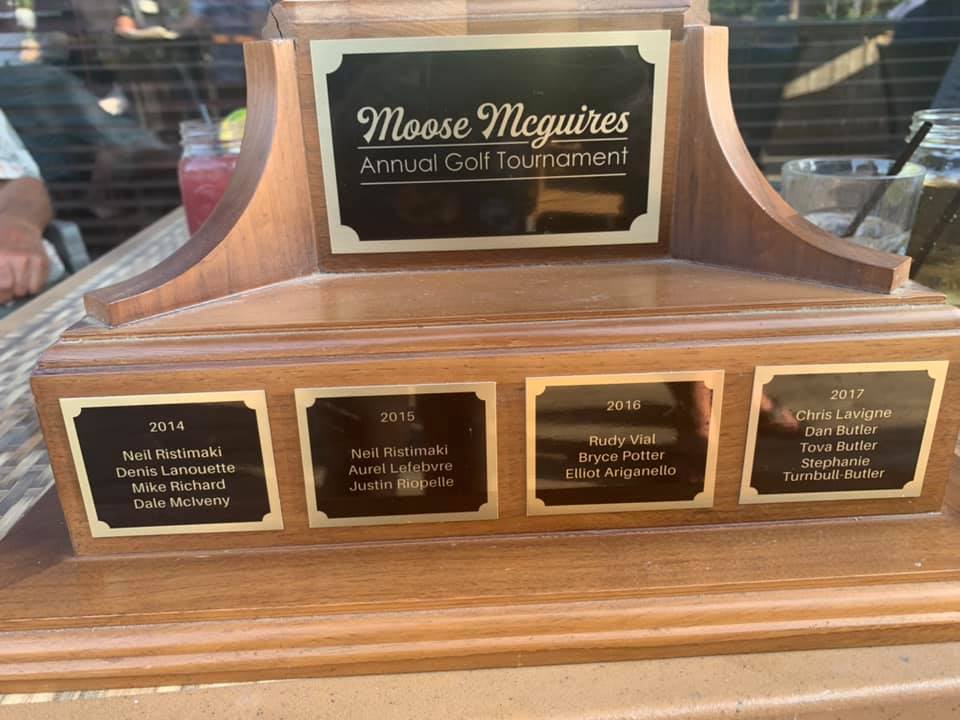 Moose Mcguires
Annual Golf Tournament
2014
Neil Ristimaki
Denis Lanouette
Mike Richard
Dale McIveny
2015
Neil Ristimaki
Aurel Lefebvre
Justin Riopelle
2016
Rudy Vial
Bryce Potter
Elliot Ariganello
2017
Chris Lavigne
Dan Butler
Tova Butler
Stephanie
Turnbull-Butler